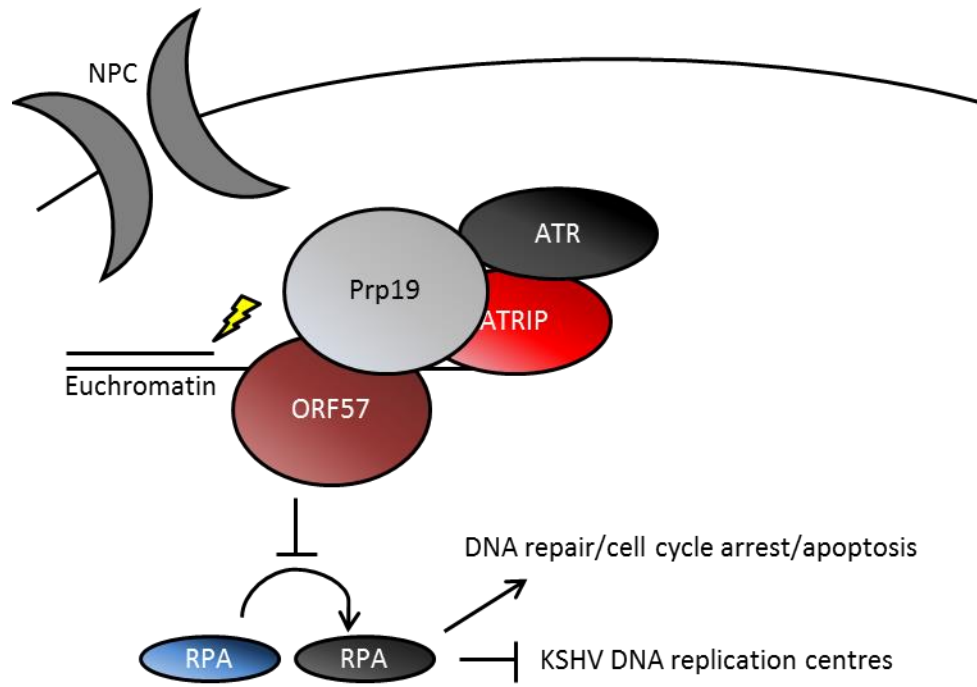 NPC
ATR
Prp19
ATRIP
Euchromatin
ORF57
DNA repair/cell cycle arrest/apoptosis
RPA
RPA
KSHV DNA replication centres